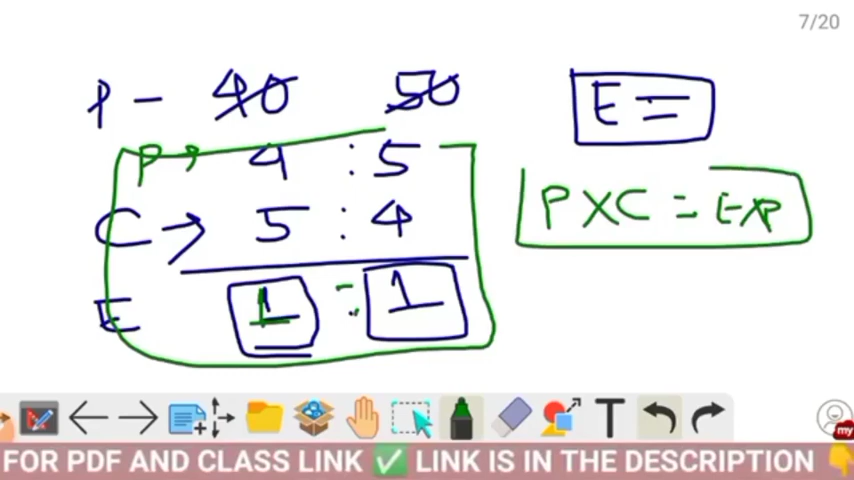 7/20
P - 40 50
E =
P → 4 : 5
P X C = EXP
C → 5 : 4
E 1 : 1
T
my
FOR PDF AND CLASS LINK ✅ LINK IS IN THE DESCRIPTION 👇